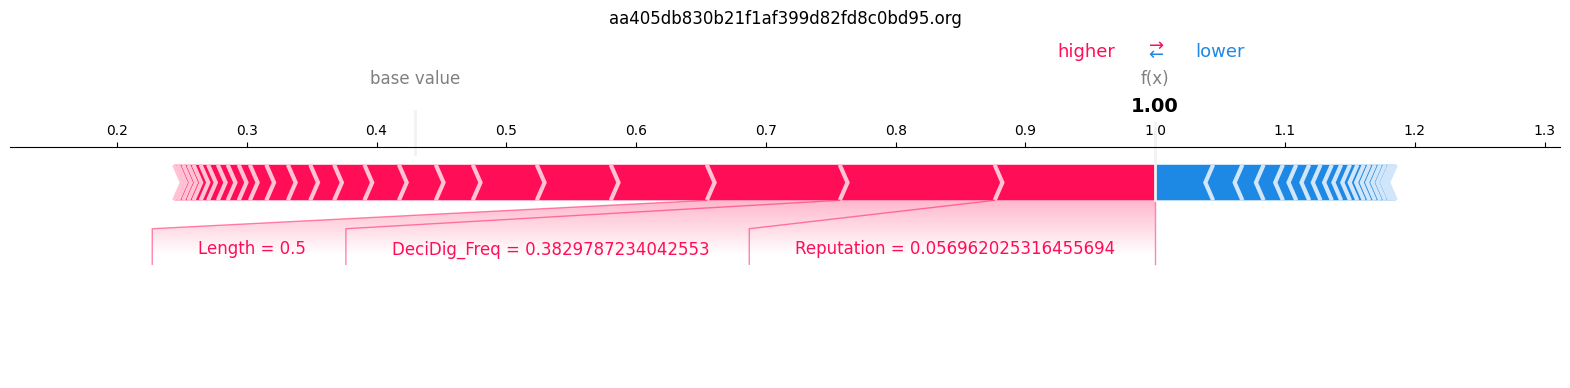 aa405db830b21f1af399d82fd8c0bd95.org
higher → ← lower
base value f(x)
1.00
0.2 0.3 0.4 0.5 0.6 0.7 0.8 0.9 1.0 1.1 1.2 1.3
Length = 0.5 DeciDig_Freq = 0.3829787234042553 Reputation = 0.056962025316455694